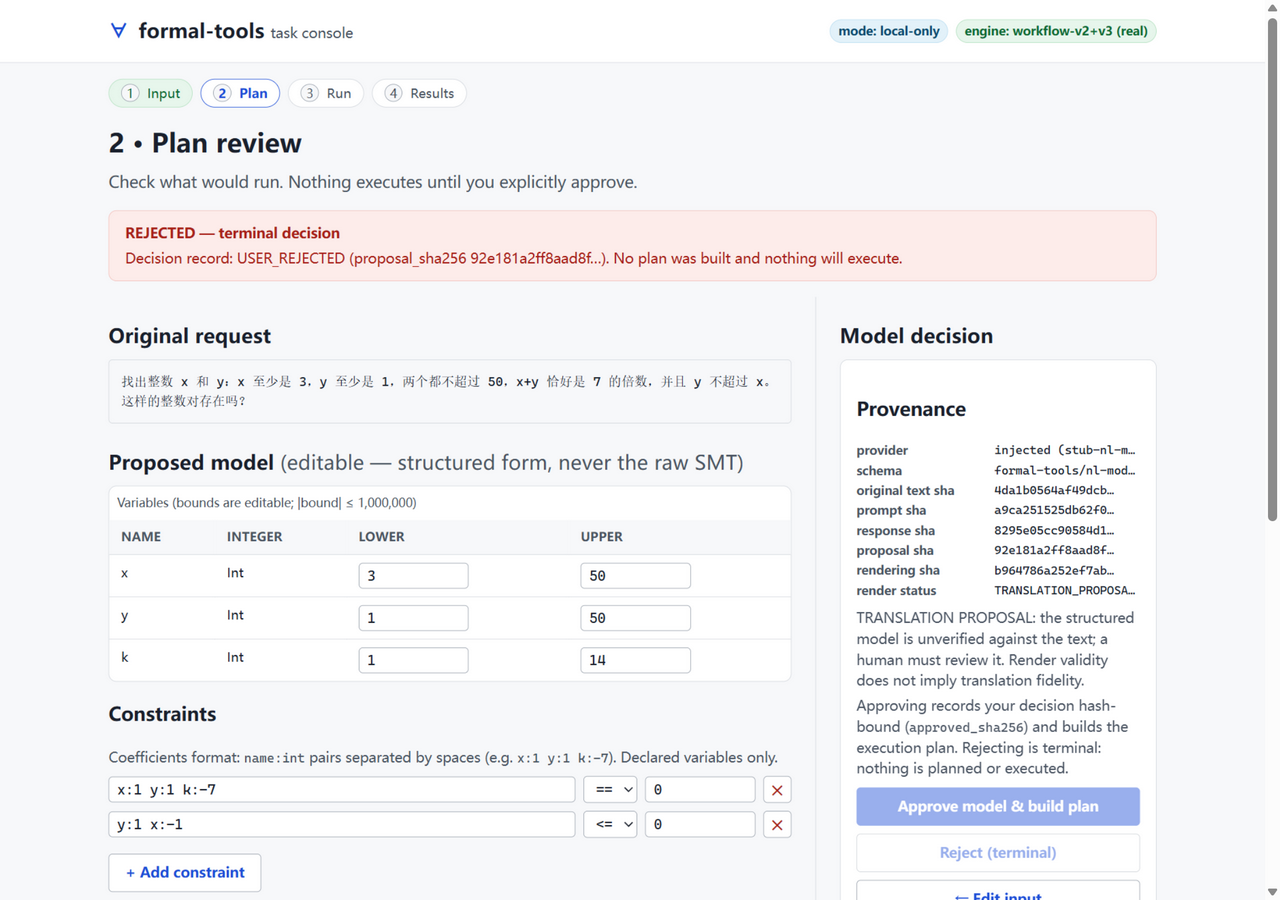 ∀ formal-tools task console
mode: local-only
engine: workflow-v2+v3 (real)
1 Input
2 Plan
3 Run
4 Results
2 • Plan review
Check what would run. Nothing executes until you explicitly approve.
REJECTED — terminal decision
Decision record: USER_REJECTED (proposal_sha256 92e181a2ff8aad8f…). No plan was built and nothing will execute.
Original request
找出整数 x 和 y：x 至少是 3，y 至少是 1，两个都不超过 50，x+y 恰好是 7 的倍数，并且 y 不超过 x。
这样的整数对存在吗？
Proposed model (editable — structured form, never the raw SMT)
Variables (bounds are editable; |bound| ≤ 1,000,000)
NAME INTEGER LOWER UPPER
x Int 3 50
y Int 1 50
k Int 1 14
Constraints
Coefficients format: name:int pairs separated by spaces (e.g. x:1 y:1 k:−7). Declared variables only.
x:1 y:1 k:−7 == 0 ×
y:1 x:−1 <= 0 ×
+ Add constraint
Model decision
Provenance
provider injected (stub-nl-m…
schema formal-tools/nl-mod…
original text sha 4da1b0564af49dcb…
prompt sha a9ca251525db62f0…
response sha 8295e05cc90584d1…
proposal sha 92e181a2ff8aad8f…
rendering sha b964786a252ef7ab…
render status TRANSLATION_PROPOSA…
TRANSLATION PROPOSAL: the structured
model is unverified against the text; a
human must review it. Render validity
does not imply translation fidelity.
Approving records your decision hash-
bound (approved_sha256) and builds the
execution plan. Rejecting is terminal:
nothing is planned or executed.
Approve model & build plan
Reject (terminal)
← Edit input